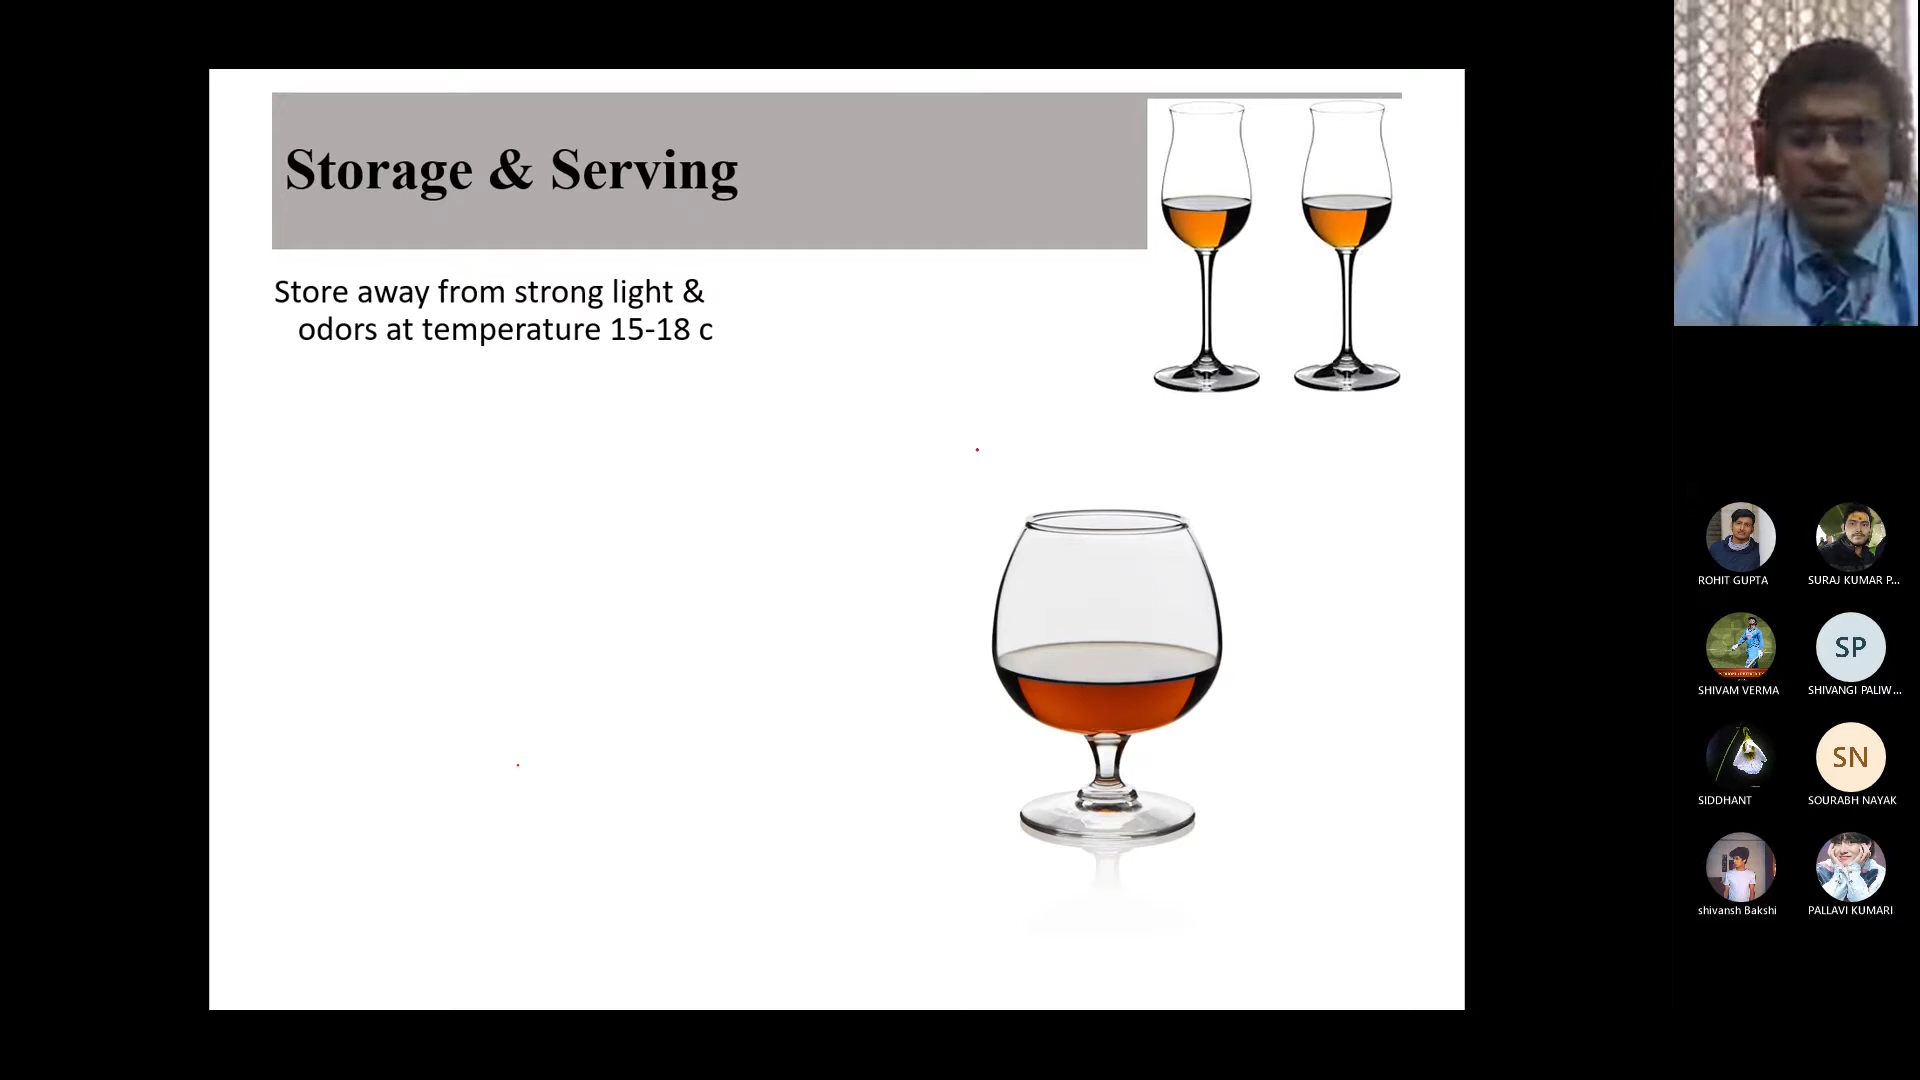 Storage & Serving
Store away from strong light &
odors at temperature 15-18 c
ROHIT GUPTA
SURAJ KUMAR P...
SHIVAM VERMA
SP
SHIVANGI PALIW...
SIDDHANT
SN
SOURABH NAYAK
shivansh Bakshi
PALLAVI KUMARI